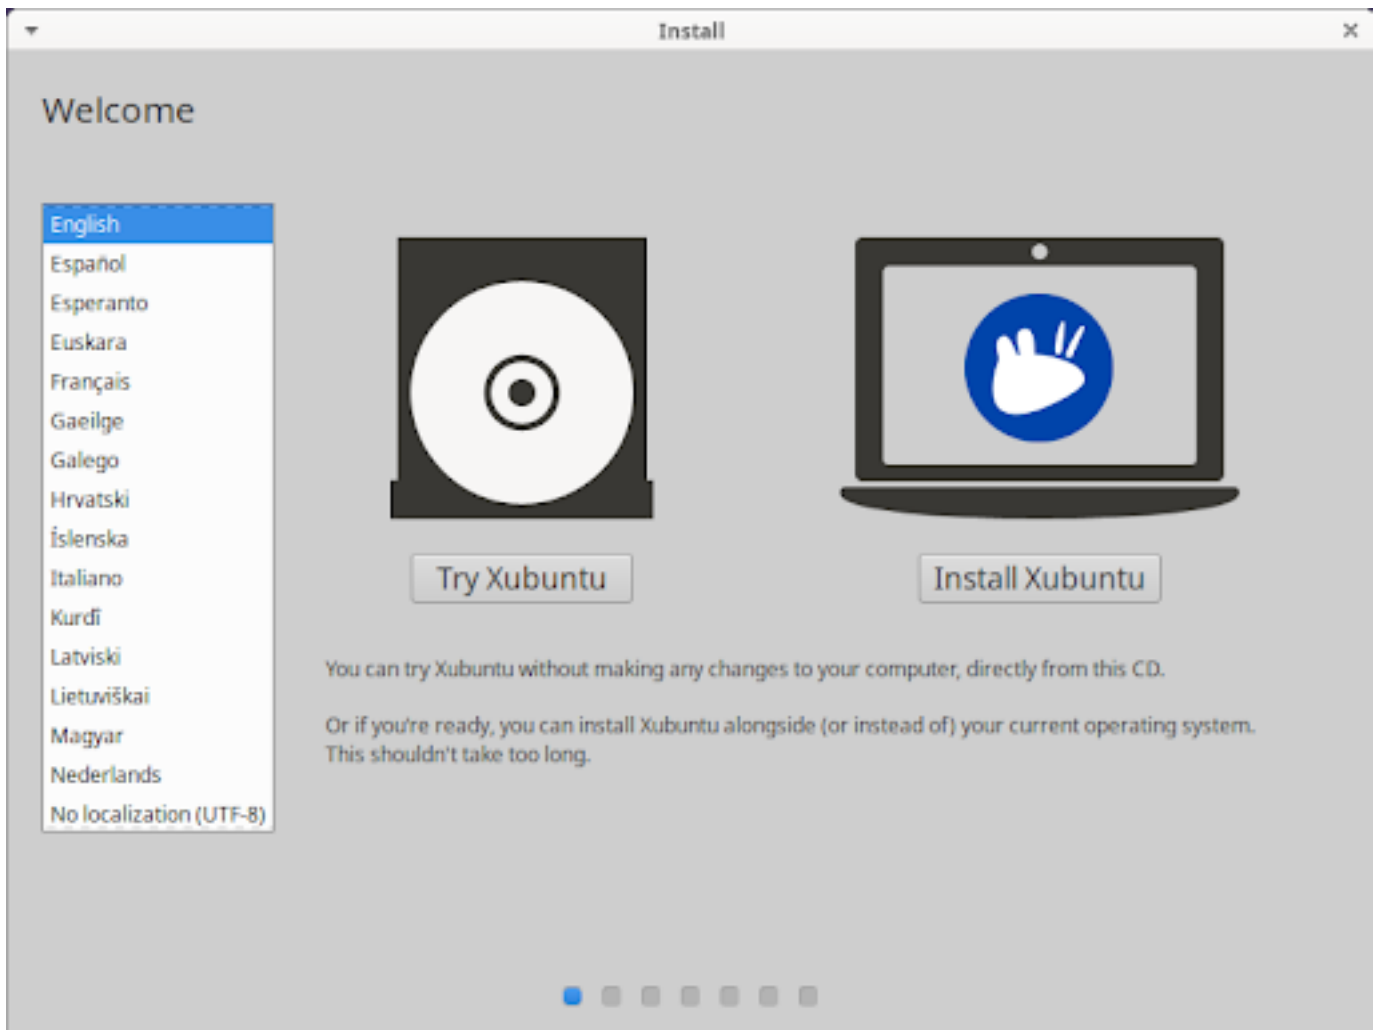 Install
Welcome
English
Español
Esperanto
Euskara
Français
Gaeilge
Galego
Hrvatski
Íslenska
Italiano
Kurdî
Latviski
Lietuviškai
Magyar
Nederlands
No localization (UTF-8)
Try Xubuntu
Install Xubuntu
You can try Xubuntu without making any changes to your computer, directly from this CD.
Or if you're ready, you can install Xubuntu alongside (or instead of) your current operating system.
This shouldn't take too long.